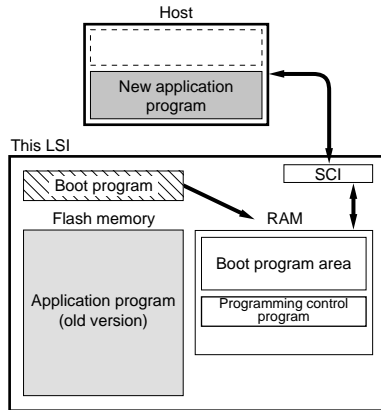 Host
New application
program
This LSI
SCI
Boot program
Flash memory
RAM
Application program
(old version)
Boot program area
Programming control
program